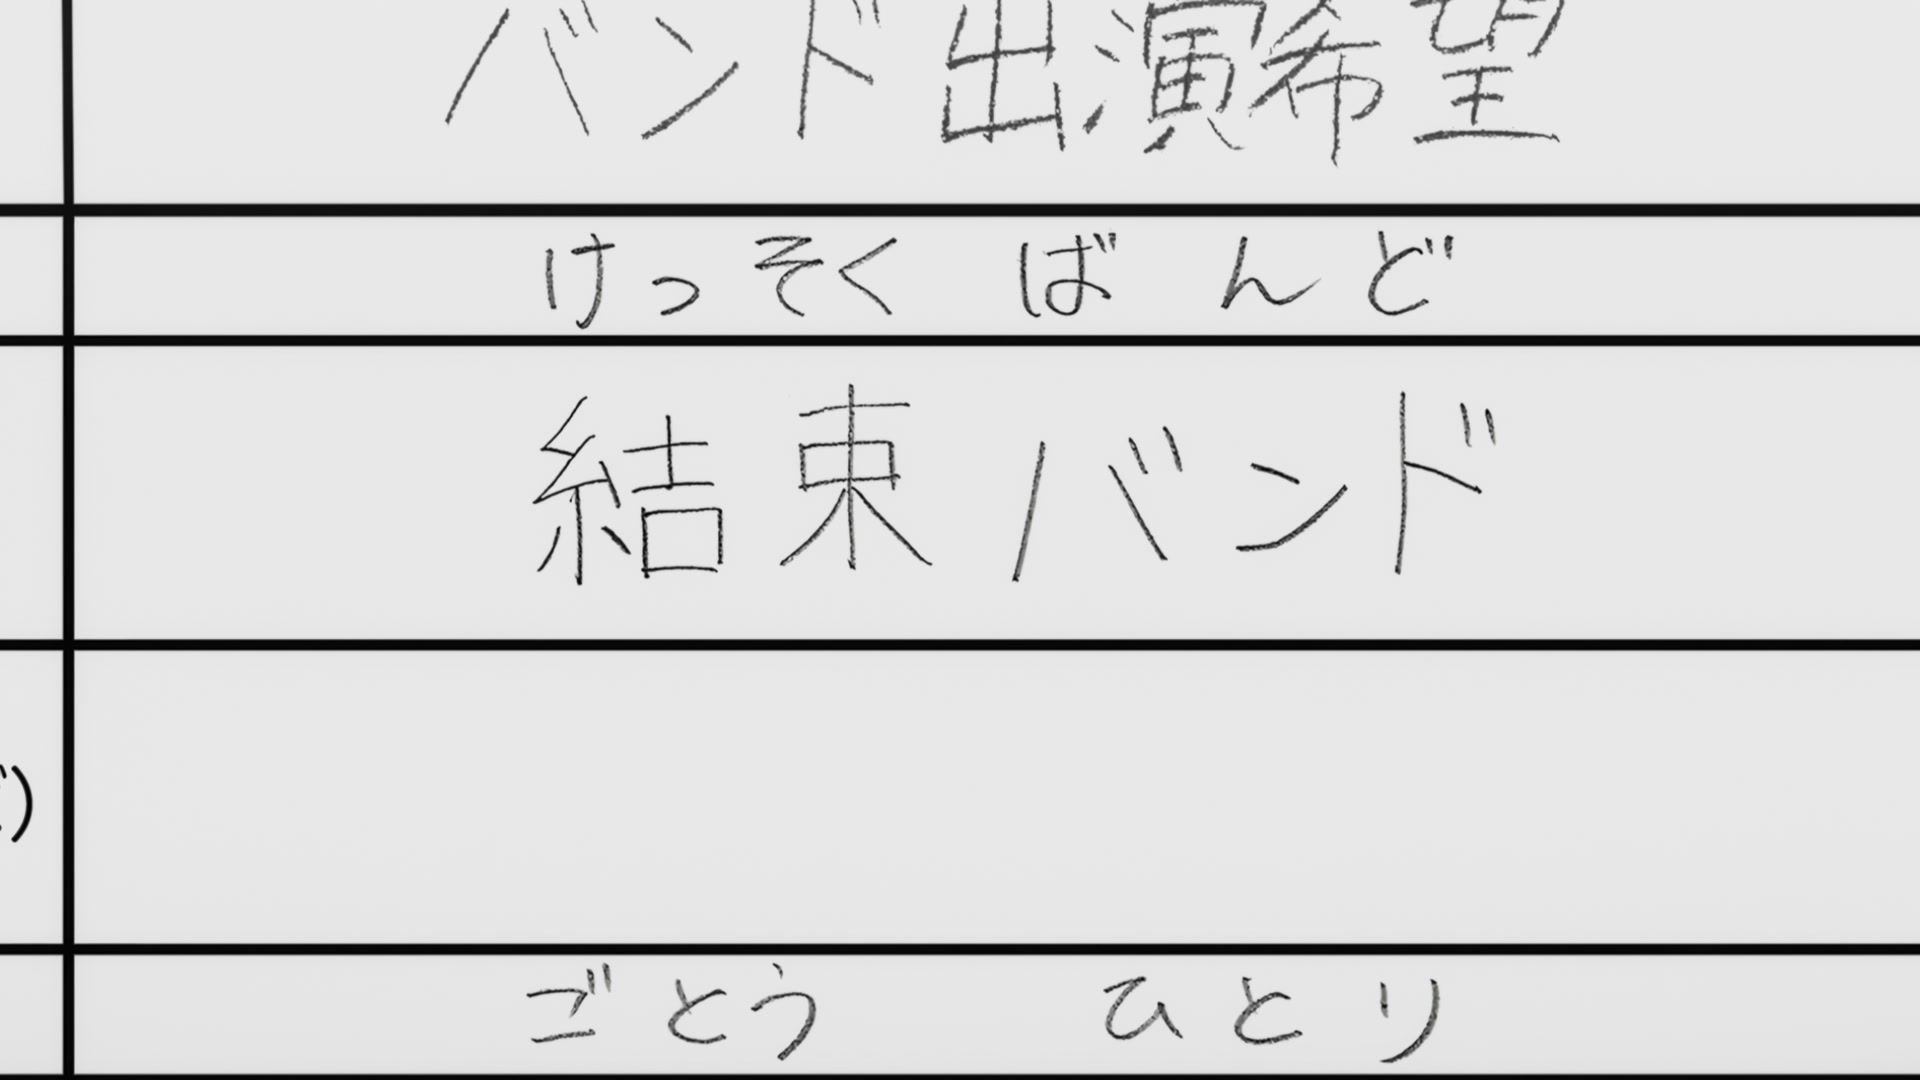 バンド出演希望
けっそくばんど
結束バンド
)
ごとう ひとり